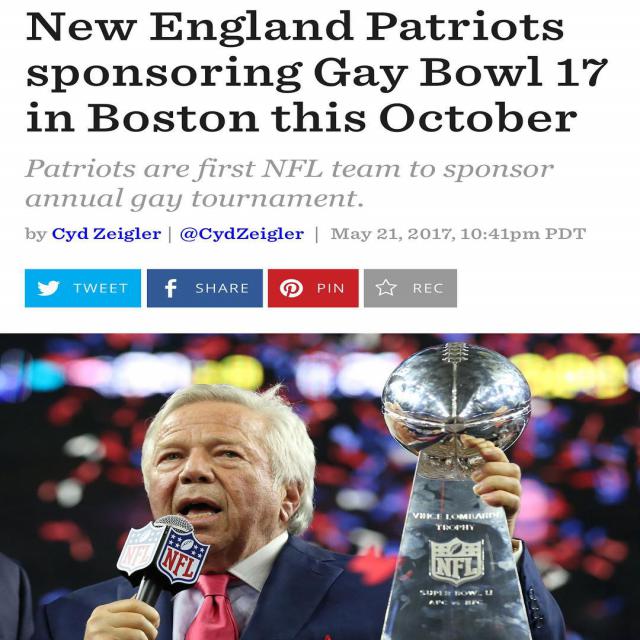 New England Patriots
sponsoring Gay Bowl 17
in Boston this October
Patriots are first NFL team to sponsor
annual gay tournament.
by Cyd Zeigler | @CydZeigler | May 21, 2017, 10:41pm PDT
TWEET SHARE PIN REC
VINCE LOMBARDI
TROPHY
NFL
NFL NFL
SUPER BOWL LI
AFC vs NFC